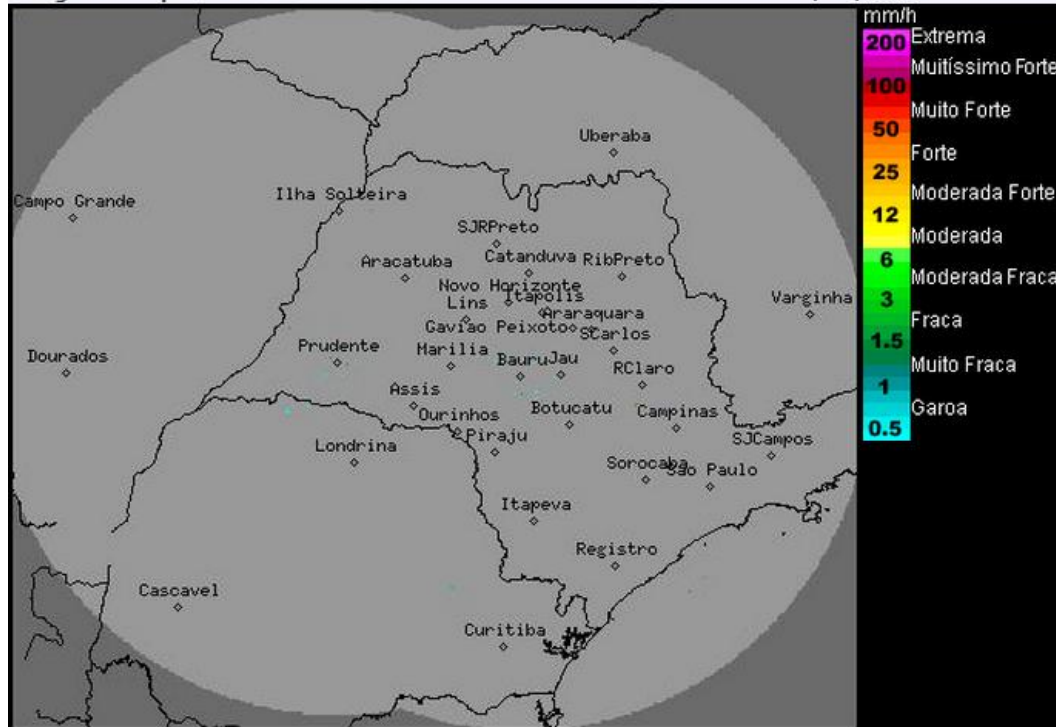 mm/h
200 Extrema
Muitíssimo Forte
100
Muito Forte
50
Forte
25
Moderada Forte
12
Moderada
6
Moderada Fraca
3
Fraca
1.5
Muito Fraca
1
Garoa
0.5
Uberaba
Ilha Solteira
Campo Grande
SJRPreto
Catanduva
RibPreto
Aracatuba
Novo Horizonte
Itapolis
Lins
Araraquara
Gaviao Peixoto
Varginha
SCarlos
Prudente
Marilia
Dourados
Bauru
Jau
RClaro
Assis
Ourinhos
Botucatu
Campinas
Piraju
Londrina
SJCampos
Sorocaba
Sao Paulo
Itapeva
Registro
Cascavel
Curitiba